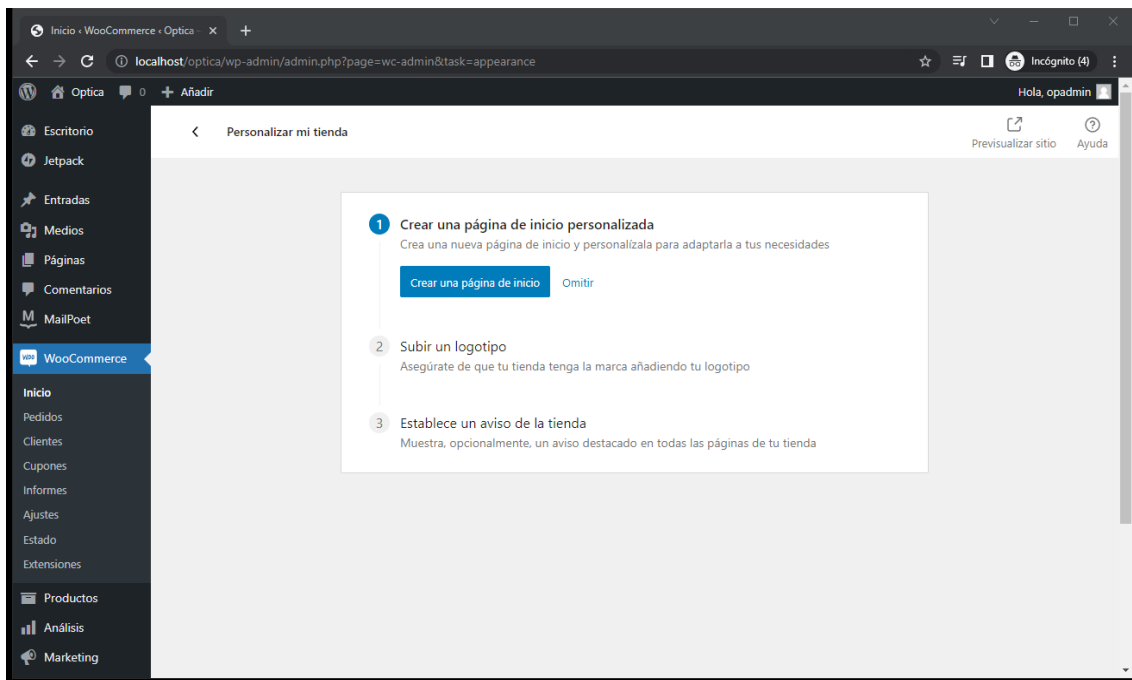 Inicio ‹ WooCommerce ‹ Optica –
localhost/optica/wp-admin/admin.php?page=wc-admin&task=appearance
Incógnito (4)
Optica 0 Añadir
Hola, opadmin
Escritorio
Jetpack
Entradas
Medios
Páginas
Comentarios
MailPoet
WooCommerce
Inicio
Pedidos
Clientes
Cupones
Informes
Ajustes
Estado
Extensiones
Productos
Análisis
Marketing
Personalizar mi tienda
Previsualizar sitio
Ayuda
1 Crear una página de inicio personalizada
Crea una nueva página de inicio y personalízala para adaptarla a tus necesidades
Crear una página de inicio Omitir
2 Subir un logotipo
Asegúrate de que tu tienda tenga la marca añadiendo tu logotipo
3 Establece un aviso de la tienda
Muestra, opcionalmente, un aviso destacado en todas las páginas de tu tienda